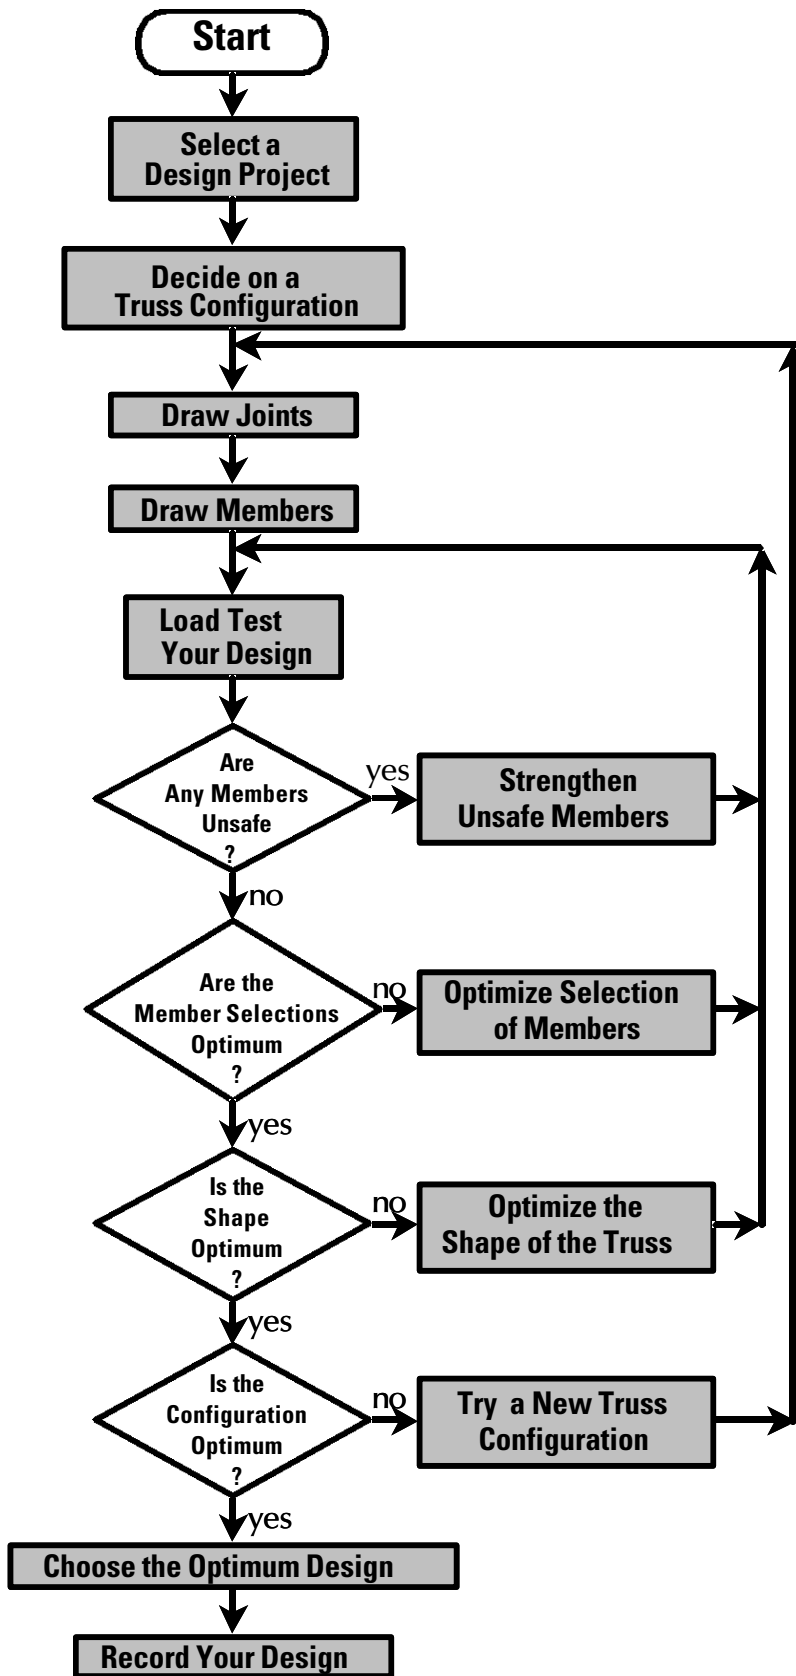 Start
Select a
Design Project
Decide on a
Truss Configuration
Draw Joints
Draw Members
Load Test
Your Design
Are
Any Members
Unsafe
?
yes
Strengthen
Unsafe Members
no
Are the
Member Selections
Optimum
?
no
Optimize Selection
of Members
yes
Is the
Shape
Optimum
?
no
Optimize the
Shape of the Truss
yes
Is the
Configuration
Optimum
?
no
Try a New Truss
Configuration
yes
Choose the Optimum Design
Record Your Design